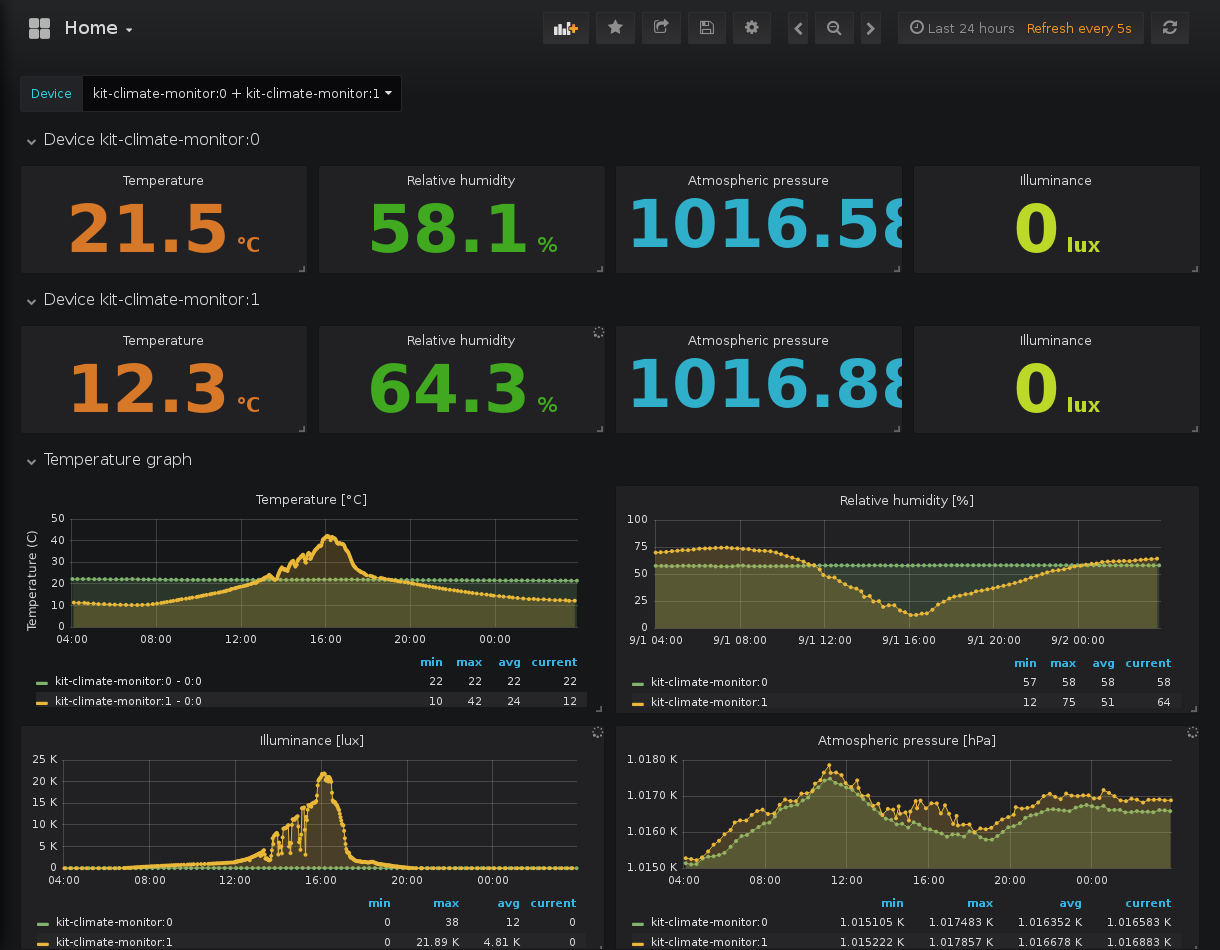 Home
Last 24 hours Refresh every 5s
Device kit-climate-monitor:0 + kit-climate-monitor:1
Device kit-climate-monitor:0
Temperature Relative humidity Atmospheric pressure Illuminance
21.5 °C 58.1 % 1016.58 0 lux
Device kit-climate-monitor:1
Temperature Relative humidity Atmospheric pressure Illuminance
12.3 °C 64.3 % 1016.88 0 lux
Temperature graph
Temperature [°C]
Temperature (C)
50
40
30
20
10
0
04:00 08:00 12:00 16:00 20:00 00:00
min max avg current
kit-climate-monitor:0 - 0:0 22 22 22 22
kit-climate-monitor:1 - 0:0 10 42 24 12
Relative humidity [%]
100
75
50
25
0
9/1 04:00 9/1 08:00 9/1 12:00 9/1 16:00 9/1 20:00 9/2 00:00
min max avg current
kit-climate-monitor:0 57 58 58 58
kit-climate-monitor:1 12 75 51 64
Illuminance [lux]
25 K
20 K
15 K
10 K
5 K
0
04:00 08:00 12:00 16:00 20:00 00:00
min max avg current
kit-climate-monitor:0 0 38 12 0
kit-climate-monitor:1 0 21.89 K 4.81 K 0
Atmospheric pressure [hPa]
1.0180 K
1.0170 K
1.0160 K
1.0150 K
04:00 08:00 12:00 16:00 20:00 00:00
min max avg current
kit-climate-monitor:0 1.015105 K 1.017483 K 1.016352 K 1.016583 K
kit-climate-monitor:1 1.015222 K 1.017857 K 1.016678 K 1.016883 K